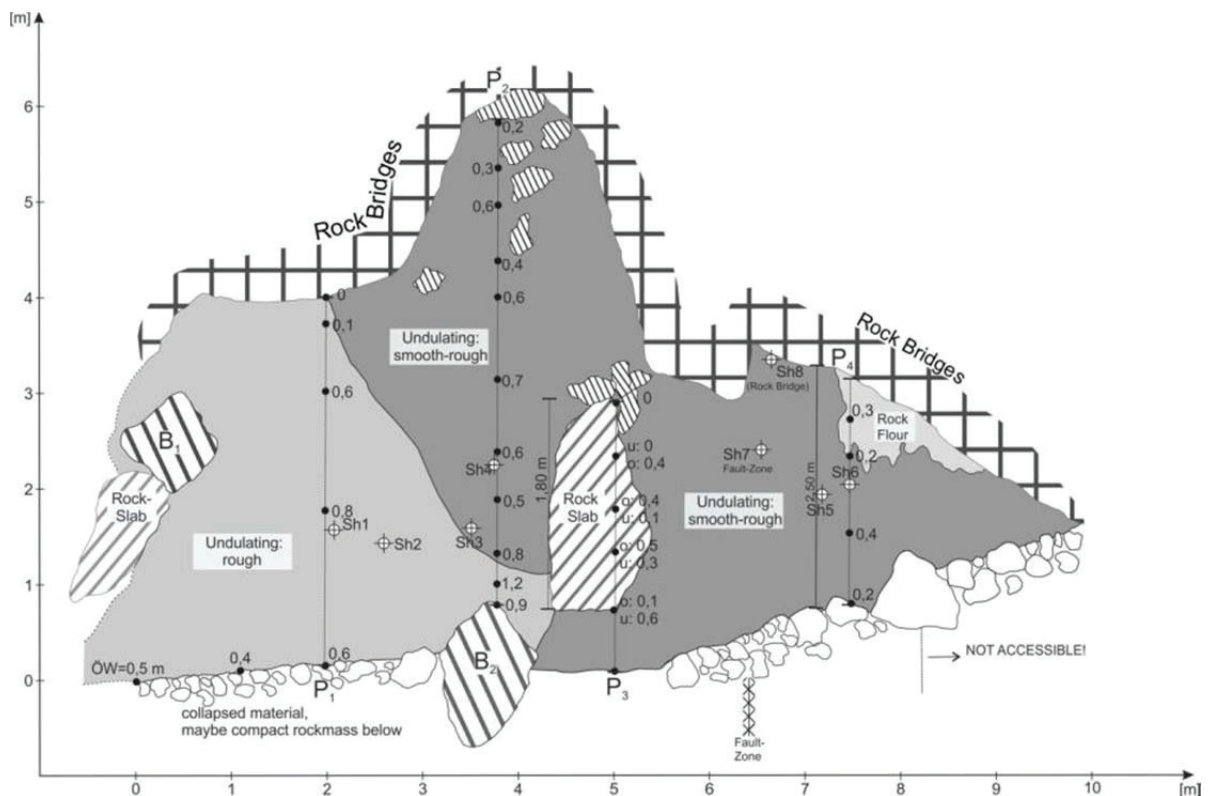 [m]
6
5
4
3
2
1
0
0
1
2
3
4
5
6
7
8
9
10
[m]
Rock Bridges
P2
0,2
0,3
0,6
0,4
0,6
0,7
0,6
Sh4
0,5
Sh3
0,8
1,2
0,9
B2
Undulating:
smooth-rough
0
0,1
0,6
0,8
Sh1
Sh2
0,6
P1
B1
Rock-
Slab
Undulating:
rough
ÖW=0,5 m
0,4
collapsed material,
maybe compact rockmass below
1,80 m
Rock
Slab
0
u: 0
o: 0,4
o: 0,4
u: 0,1
o: 0,5
u: 0,3
o: 0,1
u: 0,6
P3
Undulating:
smooth-rough
Sh8
(Rock Bridge)
Sh7
Fault-Zone
2,50 m
Sh5
P4
0,3
0,2
Sh6
0,4
0,2
Rock
Flour
Rock Bridges
NOT ACCESSIBLE!
Fault-
Zone